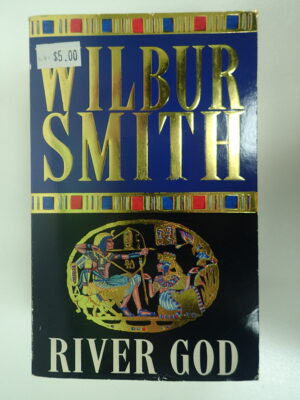 $5.00
WILBUR
SMITH
RIVER GOD